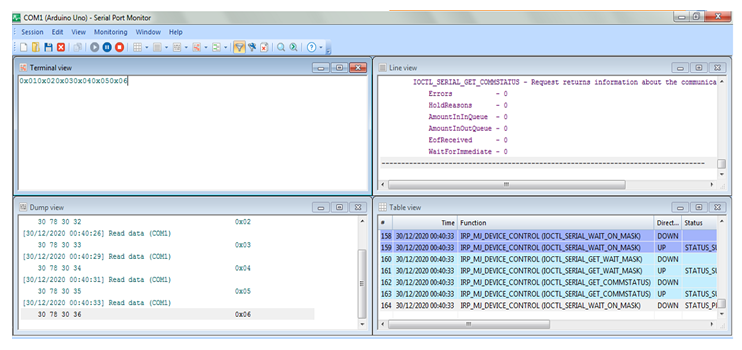 COM1 (Arduino Uno) - Serial Port Monitor
Session Edit View Monitoring Window Help
Terminal view
0x010x020x030x040x050x06
Line view
IOCTL_SERIAL_GET_COMMSTATUS - Request returns information about the communica
Errors - 0
HoldReasons - 0
AmountInInQueue - 0
AmountInOutQueue - 0
EofReceived - 0
WaitForImmediate - 0
--------------------------------------------------------------------------------
Dump view
30 78 30 32 0x02
[30/12/2020 00:40:26] Read data (COM1)
30 78 30 33 0x03
[30/12/2020 00:40:29] Read data (COM1)
30 78 30 34 0x04
[30/12/2020 00:40:31] Read data (COM1)
30 78 30 35 0x05
[30/12/2020 00:40:33] Read data (COM1)
30 78 30 36 0x06
Table view
# Time Function Direct... Status
158 30/12/2020 00:40:33 IRP_MJ_DEVICE_CONTROL (IOCTL_SERIAL_WAIT_ON_MASK) DOWN
159 30/12/2020 00:40:33 IRP_MJ_DEVICE_CONTROL (IOCTL_SERIAL_WAIT_ON_MASK) UP STATUS_SU
160 30/12/2020 00:40:33 IRP_MJ_DEVICE_CONTROL (IOCTL_SERIAL_GET_WAIT_MASK) DOWN
161 30/12/2020 00:40:33 IRP_MJ_DEVICE_CONTROL (IOCTL_SERIAL_GET_WAIT_MASK) UP STATUS_SU
162 30/12/2020 00:40:33 IRP_MJ_DEVICE_CONTROL (IOCTL_SERIAL_GET_COMMSTATUS) DOWN
163 30/12/2020 00:40:33 IRP_MJ_DEVICE_CONTROL (IOCTL_SERIAL_GET_COMMSTATUS) UP STATUS_SU
164 30/12/2020 00:40:33 IRP_MJ_DEVICE_CONTROL (IOCTL_SERIAL_WAIT_ON_MASK) DOWN STATUS_PE